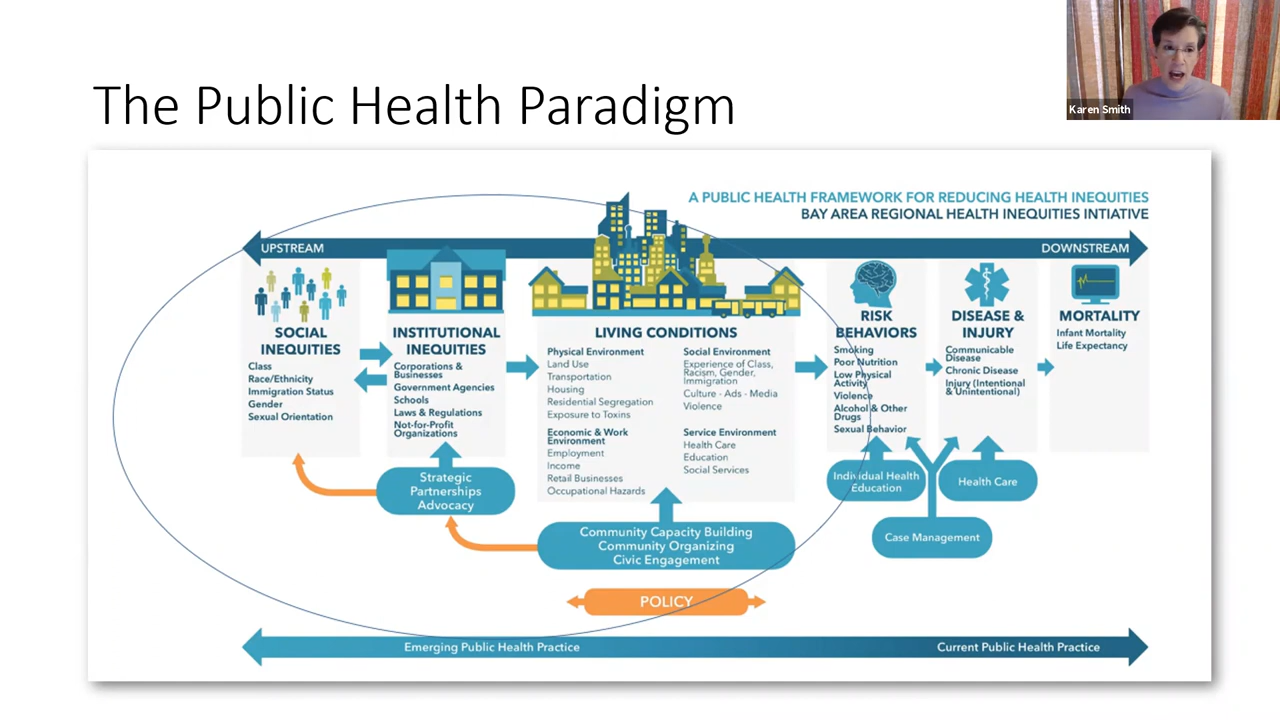 Karen Smith
The Public Health Paradigm
A PUBLIC HEALTH FRAMEWORK FOR REDUCING HEALTH INEQUITIES
BAY AREA REGIONAL HEALTH INEQUITIES INTIATIVE
UPSTREAM
DOWNSTREAM
SOCIAL
INEQUITIES
Class
Race/Ethnicity
Immigration Status
Gender
Sexual Orientation
INSTITUTIONAL
INEQUITIES
Corporations &
Businesses
Government Agencies
Schools
Laws & Regulations
Not-for-Profit
Organizations
LIVING CONDITIONS
Physical Environment
Land Use
Transportation
Housing
Residential Segregation
Exposure to Toxins
Economic & Work
Environment
Employment
Income
Retail Businesses
Occupational Hazards
Social Environment
Experience of Class,
Racism, Gender,
Immigration
Culture - Ads - Media
Violence
Service Environment
Health Care
Education
Social Services
RISK
BEHAVIORS
Smoking
Poor Nutrition
Low Physical
Activity
Violence
Alcohol & Other
Drugs
Sexual Behavior
DISEASE &
INJURY
Communicable
Disease
Chronic Disease
Injury (Intentional
& Unintentional)
MORTALITY
Infant Mortality
Life Expectancy
Strategic
Partnerships
Advocacy
Community Capacity Building
Community Organizing
Civic Engagement
Individual Health
Education
Health Care
Case Management
POLICY
Emerging Public Health Practice
Current Public Health Practice